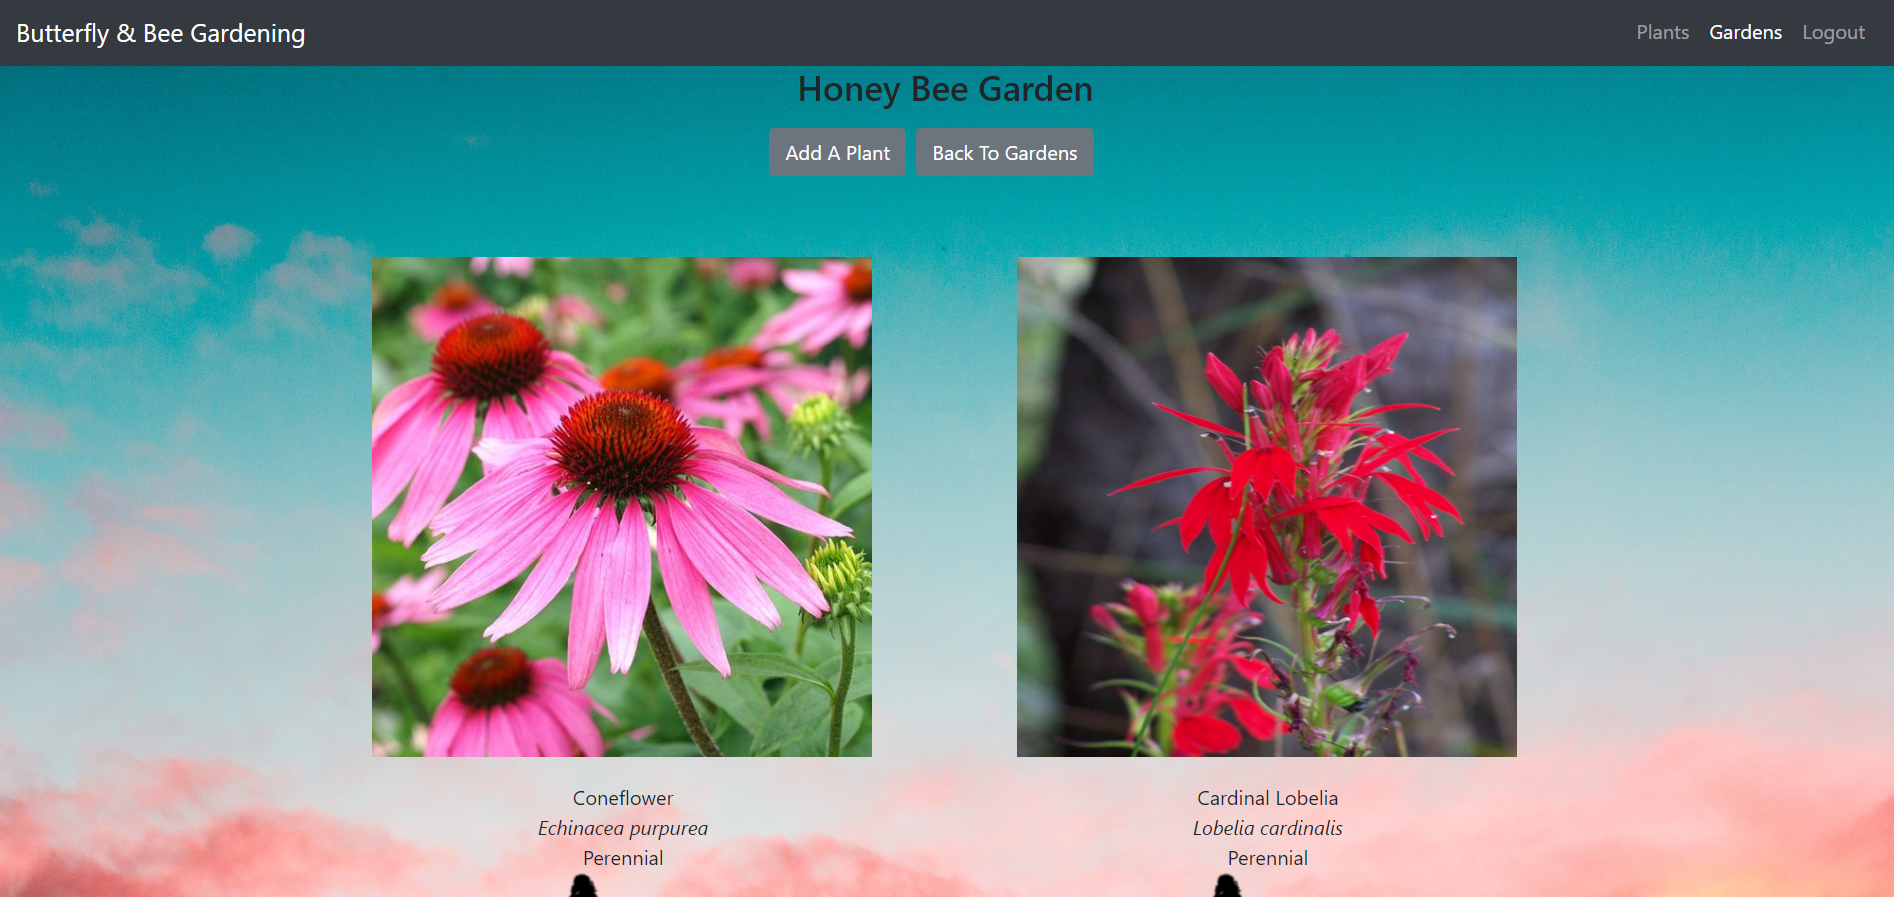 Butterfly & Bee Gardening
Plants Gardens Logout
Honey Bee Garden
Add A Plant Back To Gardens
Coneflower
Echinacea purpurea
Perennial
Cardinal Lobelia
Lobelia cardinalis
Perennial